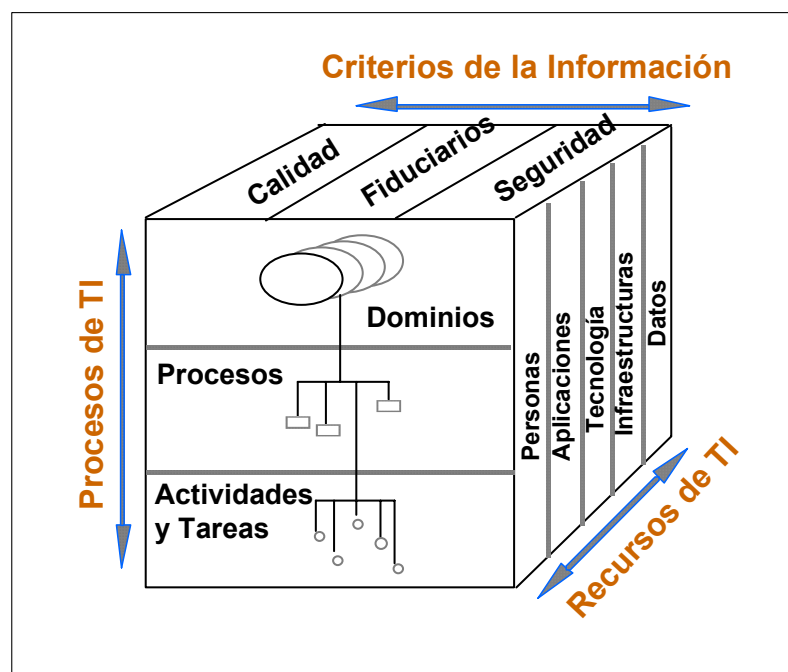 Criterios de la Información
Calidad
Fiduciarios
Seguridad
Procesos de TI
Dominios
Procesos
Actividades
y Tareas
Personas
Aplicaciones
Tecnología
Infraestructuras
Datos
Recursos de TI